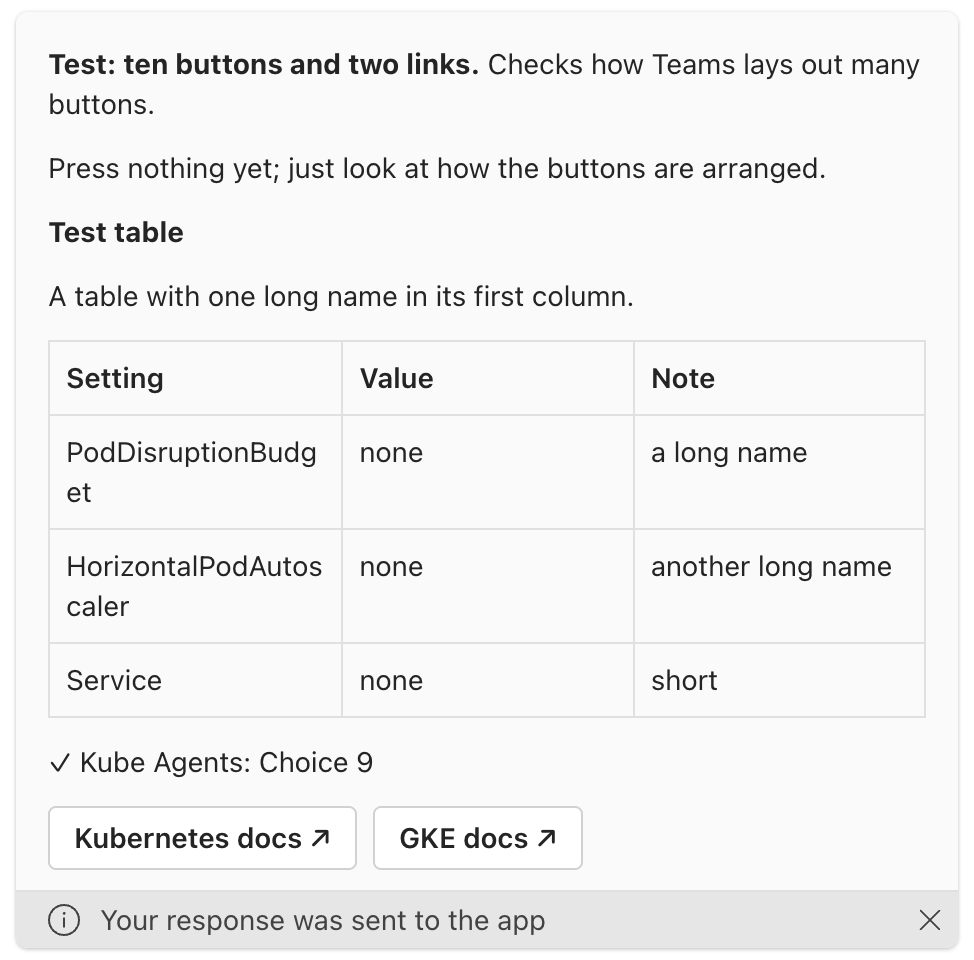 Test: ten buttons and two links. Checks how Teams lays out many
buttons.
Press nothing yet; just look at how the buttons are arranged.
Test table
A table with one long name in its first column.
Setting Value Note
PodDisruptionBudg none a long name
et
HorizontalPodAutos none another long name
caler
Service none short
✓ Kube Agents: Choice 9
Kubernetes docs ↗ GKE docs ↗
Your response was sent to the app